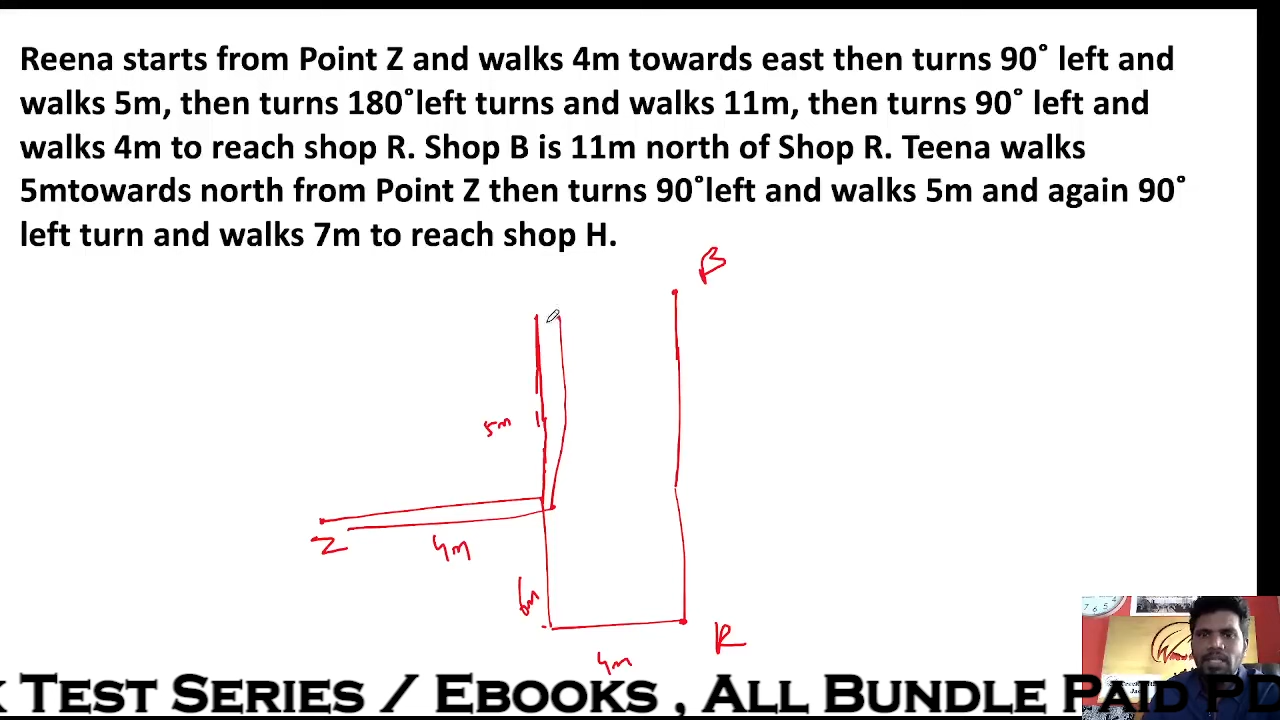 Reena starts from Point Z and walks 4m towards east then turns 90˚ left and
walks 5m, then turns 180˚left turns and walks 11m, then turns 90˚ left and
walks 4m to reach shop R. Shop B is 11m north of Shop R. Teena walks
5mtowards north from Point Z then turns 90˚left and walks 5m and again 90˚
left turn and walks 7m to reach shop H.
B
5m
Z
4m
6m
R
4m
K TEST SERIES / EBOOKS , ALL BUNDLE PAID PD